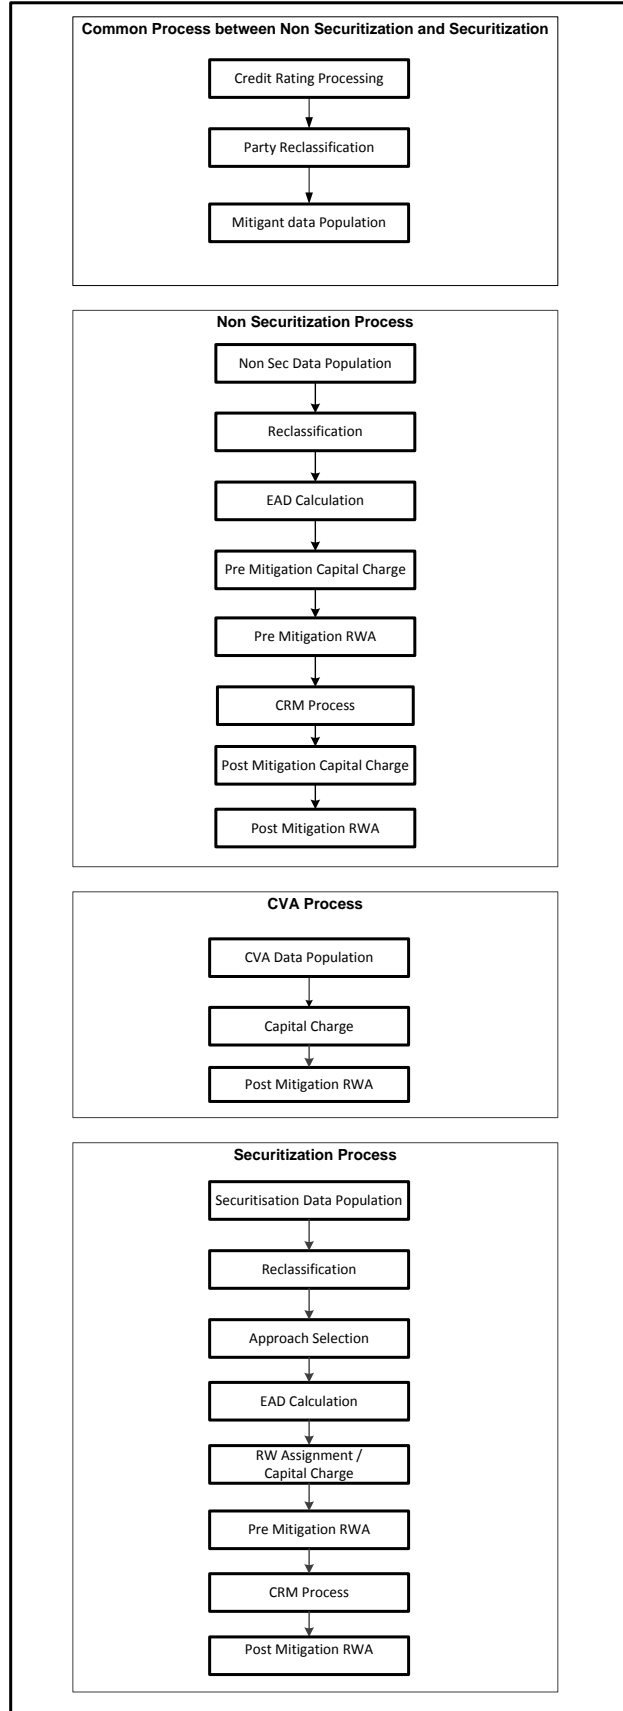 Common Process between Non Securitization and Securitization
Credit Rating Processing
Party Reclassification
Mitigant data Population
Non Securitization Process
Non Sec Data Population
Reclassification
EAD Calculation
Pre Mitigation Capital Charge
Pre Mitigation RWA
CRM Process
Post Mitigation Capital Charge
Post Mitigation RWA
CVA Process
CVA Data Population
Capital Charge
Post Mitigation RWA
Securitization Process
Securitisation Data Population
Reclassification
Approach Selection
EAD Calculation
RW Assignment /
Capital Charge
Pre Mitigation RWA
CRM Process
Post Mitigation RWA